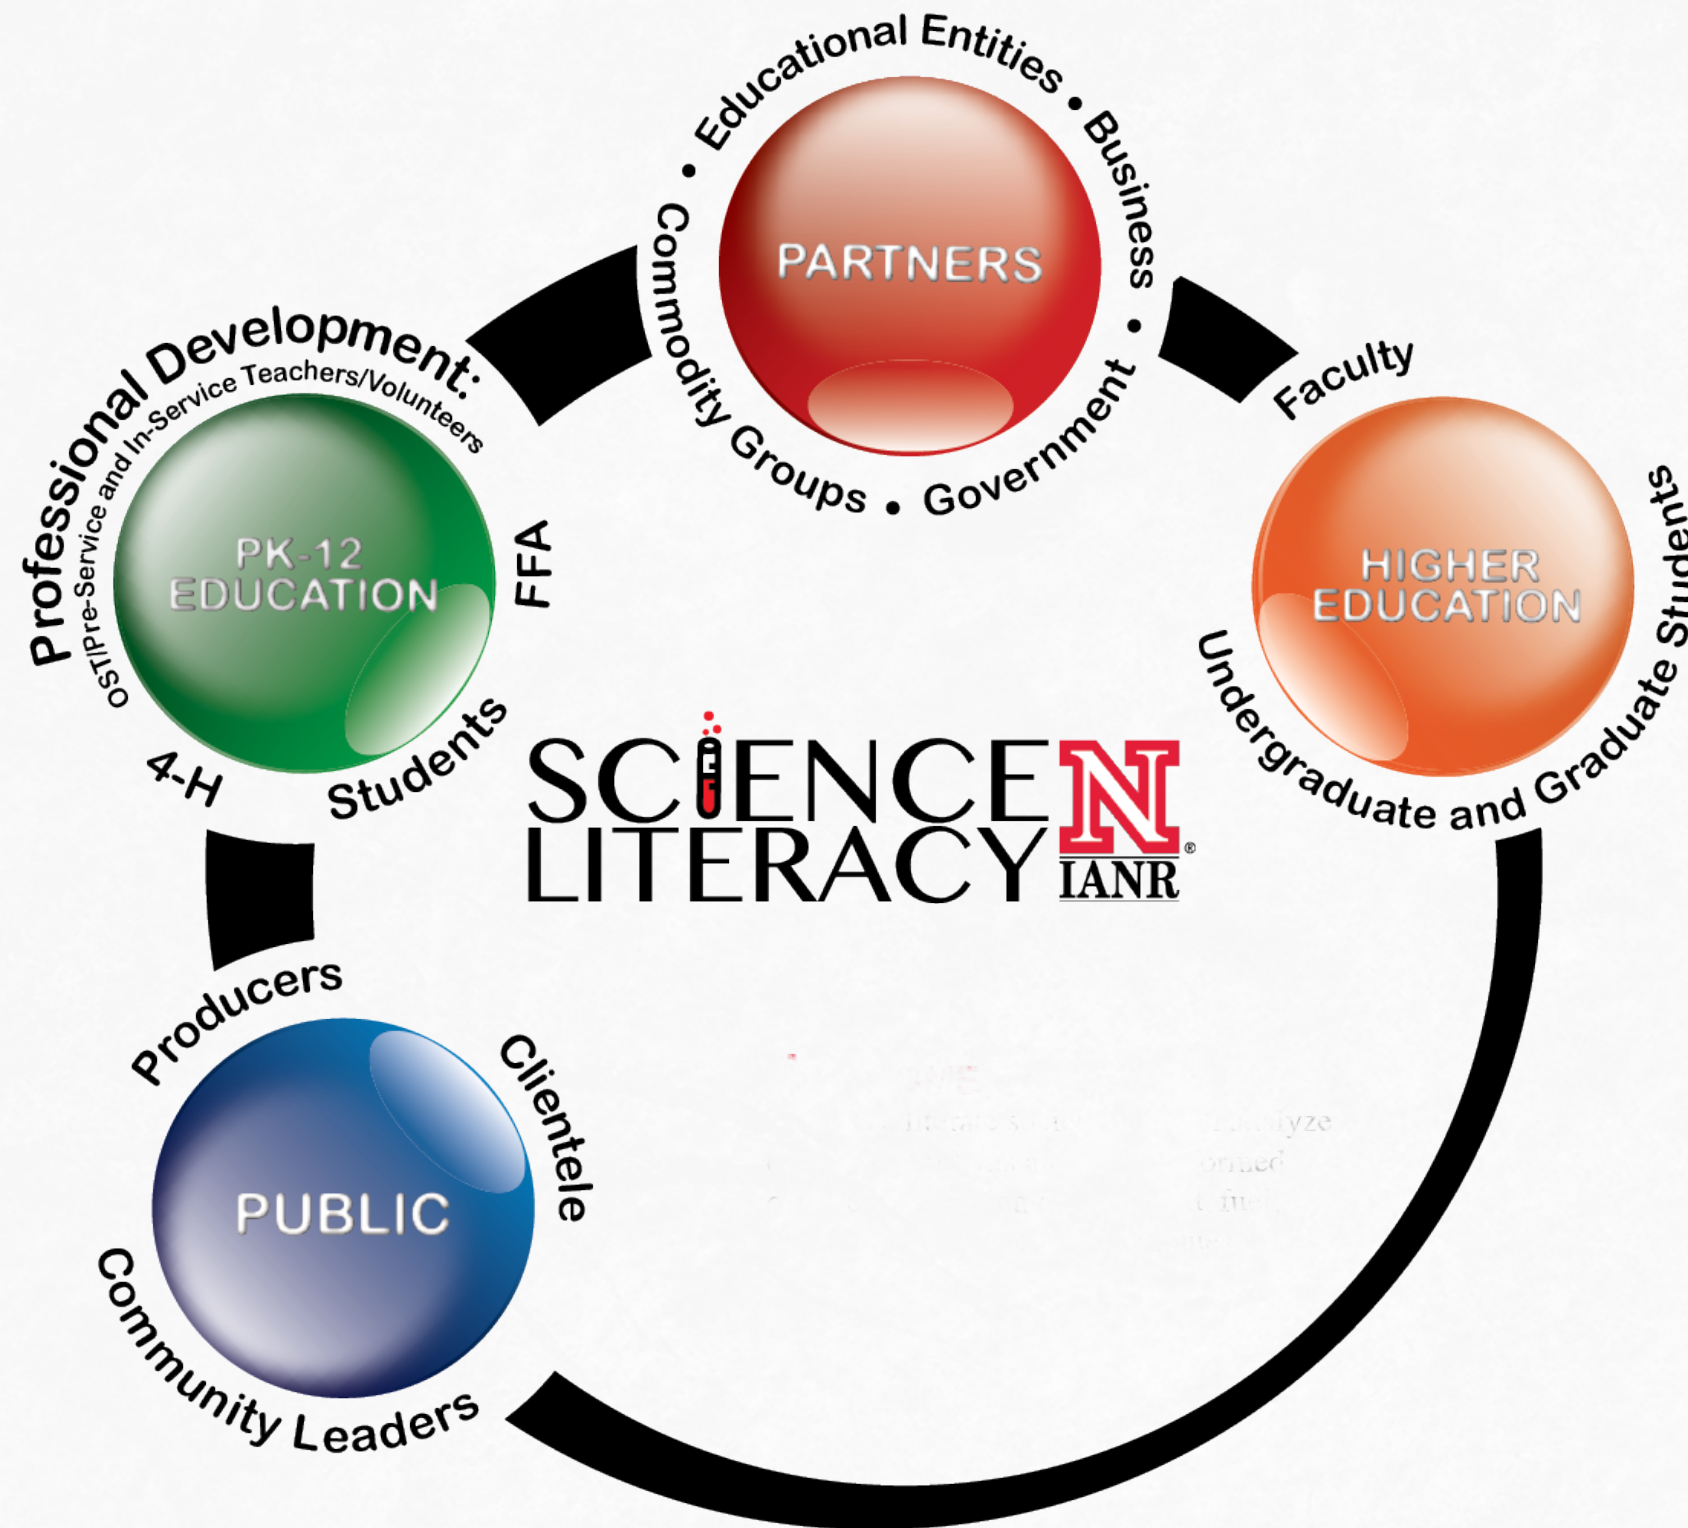 Educational Entities • Business • Government • Commodity Groups •
PARTNERS
Professional Development:
OST/Pre-Service and In-Service Teachers/Volunteers
PK-12
EDUCATION
FFA
Students
4-H
Faculty
HIGHER
EDUCATION
Undergraduate and Graduate Students
SCIENCE
LITERACY
N
IANR
®
Producers
Clientele
PUBLIC
Community Leaders